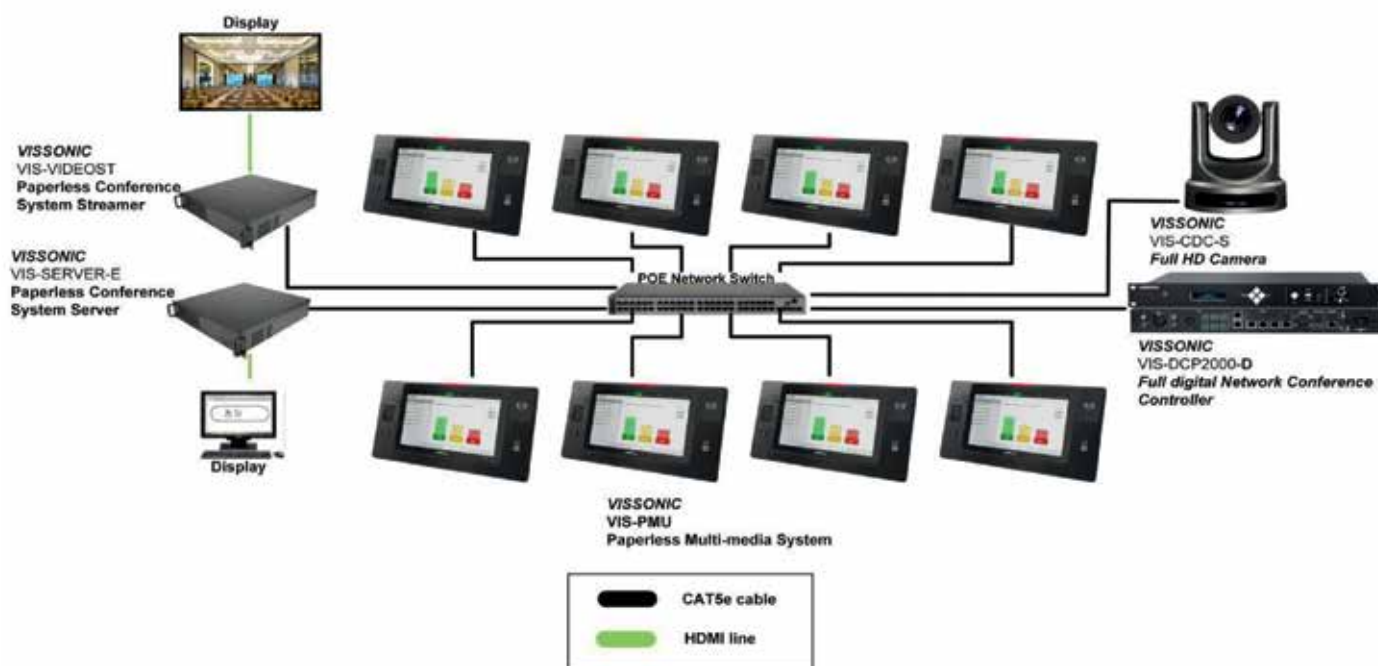 Display
VISSONIC
VIS-VIDEOST
Paperless Conference
System Streamer
VISSONIC
VIS-SERVER-E
Paperless Conference
System Server
Display
POE Network Switch
VISSONIC
VIS-CDC-S
Full HD Camera
VISSONIC
VIS-DCP2000-D
Full digital Network Conference
Controller
VISSONIC
VIS-PMU
Paperless Multi-media System
CAT5e cable
HDMI line